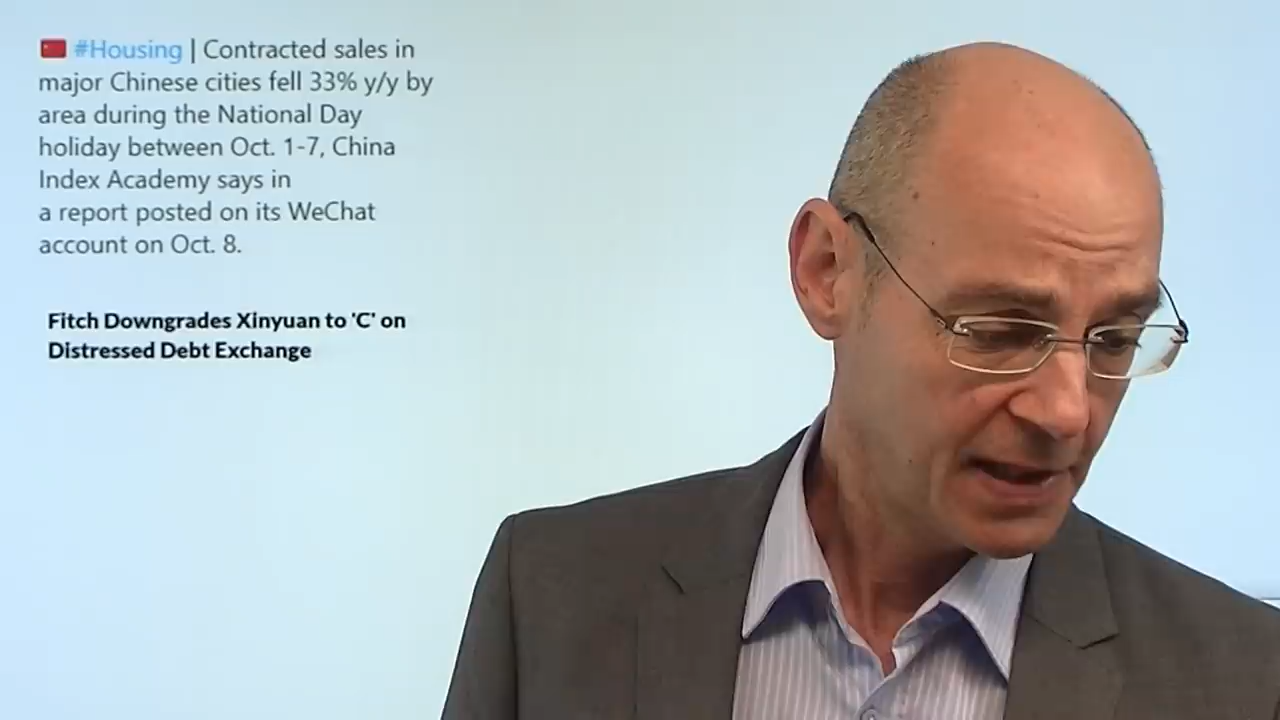 🇨🇳 #Housing | Contracted sales in
major Chinese cities fell 33% y/y by
area during the National Day
holiday between Oct. 1-7, China
Index Academy says in
a report posted on its WeChat
account on Oct. 8.
Fitch Downgrades Xinyuan to 'C' on
Distressed Debt Exchange